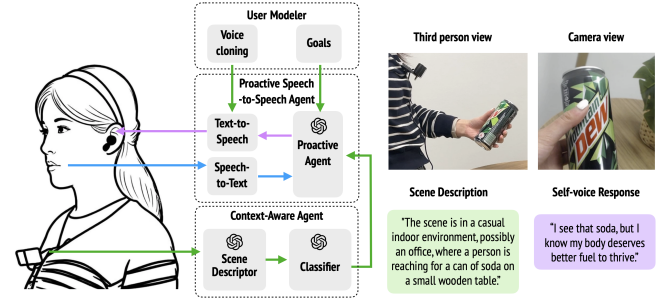 User Modeler
Voice
cloning
Goals
Proactive Speech
-to-Speech Agent
Text-to-
Speech
Speech-
to-Text
Proactive
Agent
Context-Aware Agent
Scene
Descriptor
Classifier
Third person view
Camera view
Mountain
Dew
Scene Description
Self-voice Response
"The scene is in a casual
indoor environment, possibly
an office, where a person is
reaching for a can of soda on
a small wooden table."
"I see that soda, but I
know my body deserves
better fuel to thrive."